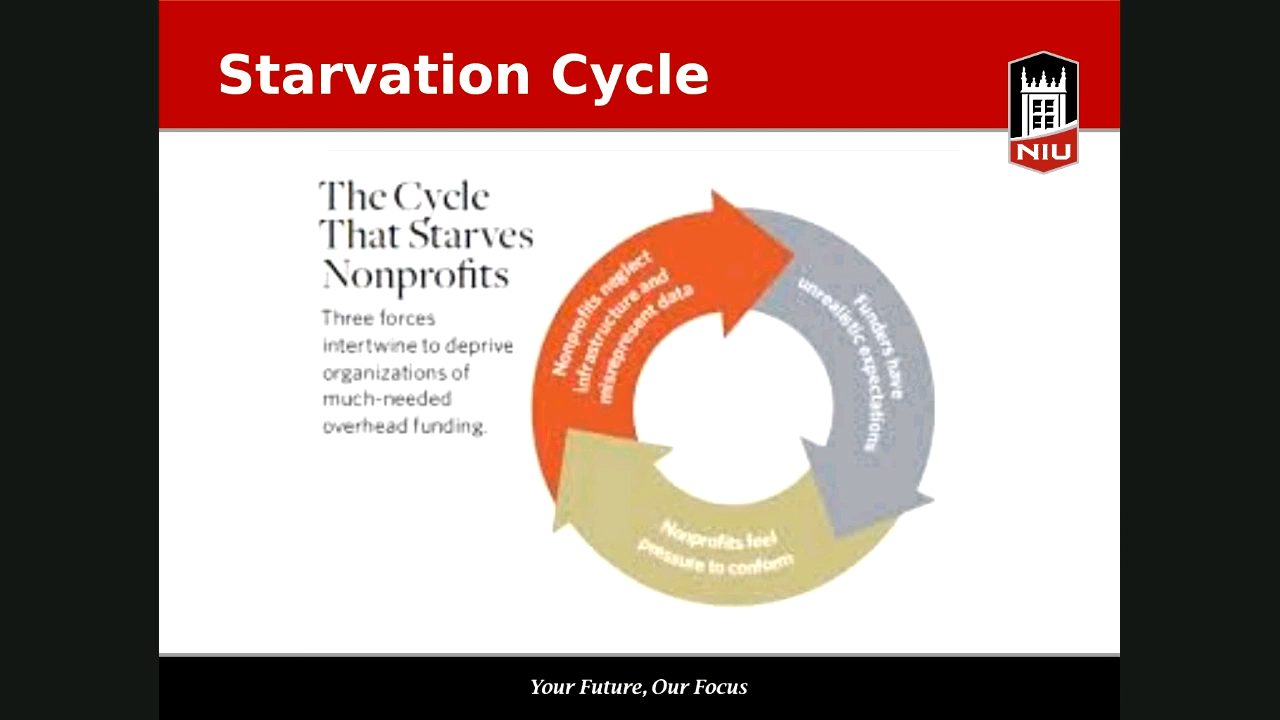 Starvation Cycle
NIU
The Cycle
That Starves
Nonprofits
Three forces
intertwine to deprive
organizations of
much-needed
overhead funding.
Nonprofits neglect
infrastructure and
misrepresent data
Funders have
unrealistic expectations
Nonprofits feel
pressure to conform
Your Future, Our Focus